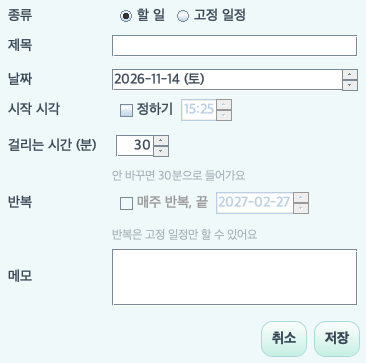 종류 할 일 고정 일정
제목
날짜 2026-11-14 (토)
시작 시각 정하기 15:25
걸리는 시간 (분) 30
안 바꾸면 30분으로 들어가요
반복 매주 반복, 끝 2027-02-27
반복은 고정 일정만 할 수 있어요
메모
취소 저장